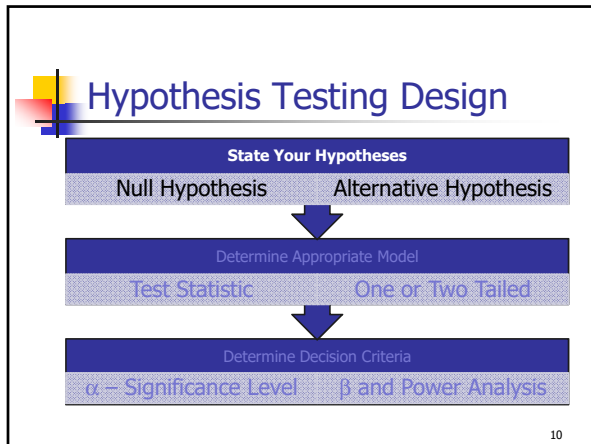 Hypothesis Testing Design
State Your Hypotheses
Null Hypothesis Alternative Hypothesis
Determine Appropriate Model
Test Statistic One or Two Tailed
Determine Decision Criteria
α – Significance Level β and Power Analysis
10